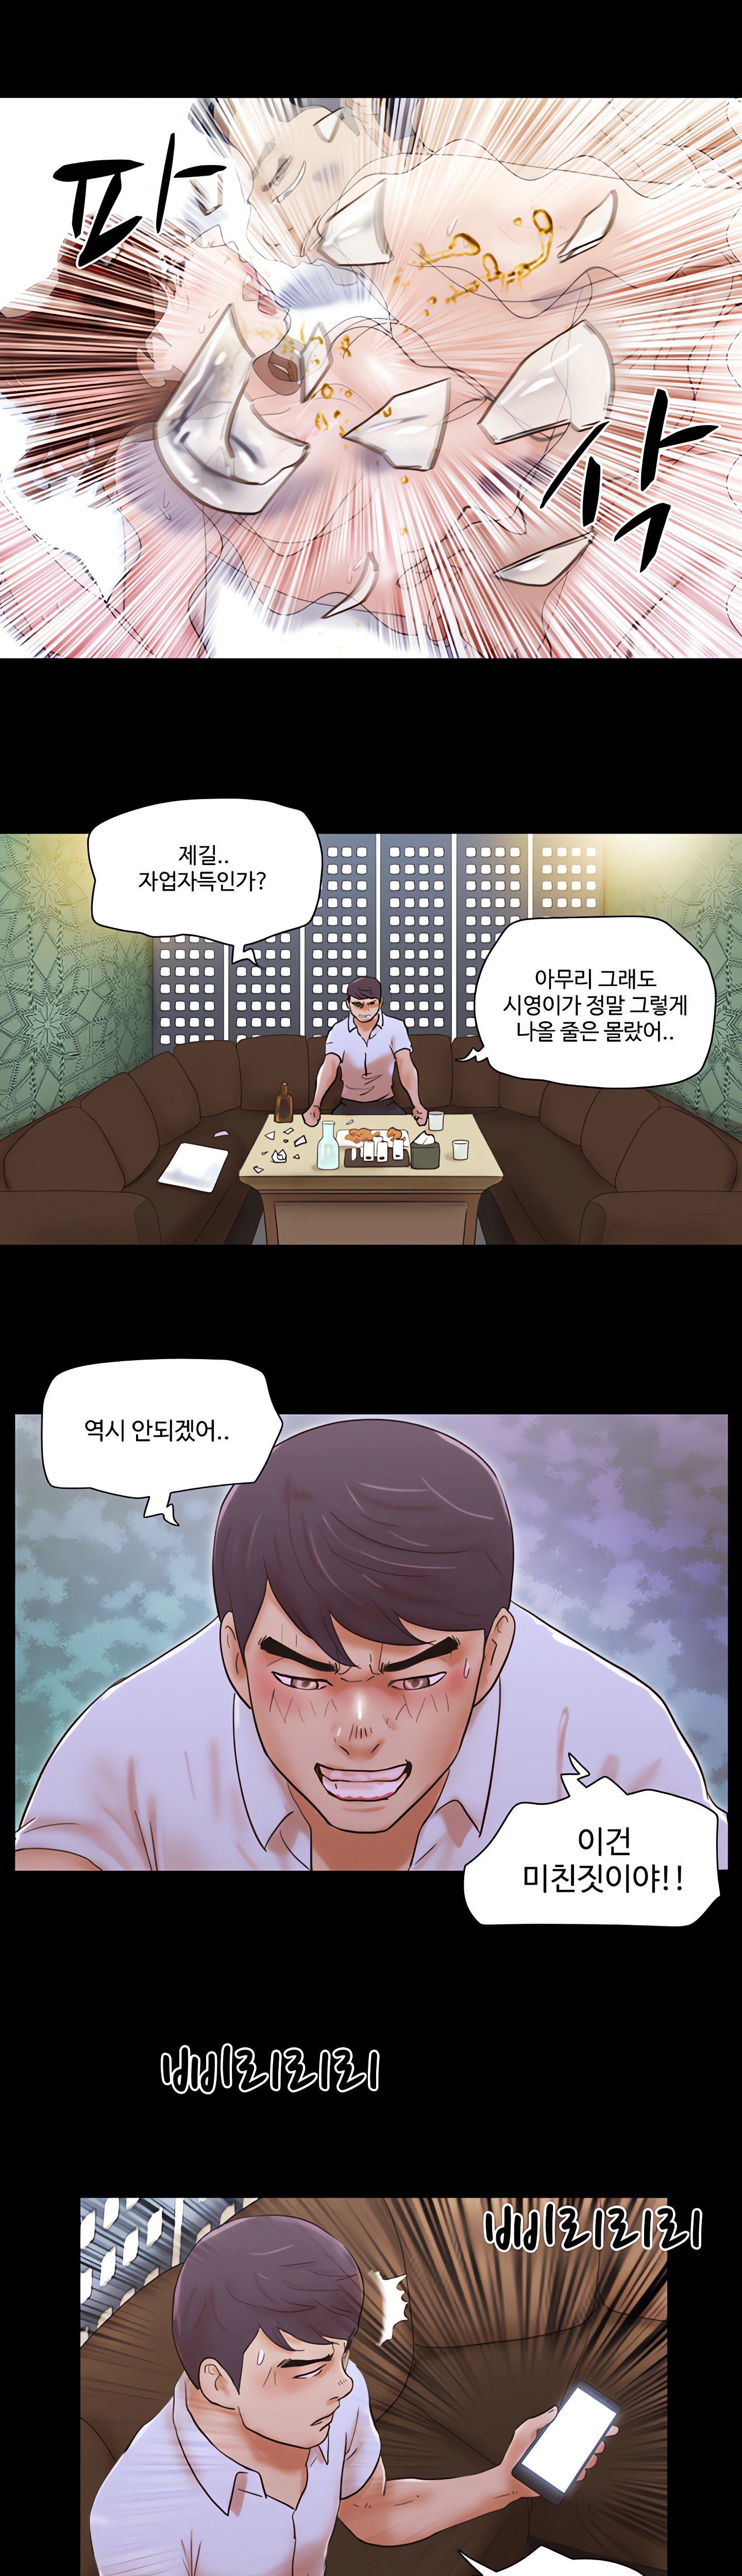 파
삭
제길..
자업자득인가?
아무리 그래도
시영이가 정말 그렇게
나올 줄은 몰랐어..
역시 안되겠어..
이건
미친짓이야!!
삐리리리
삐리리리